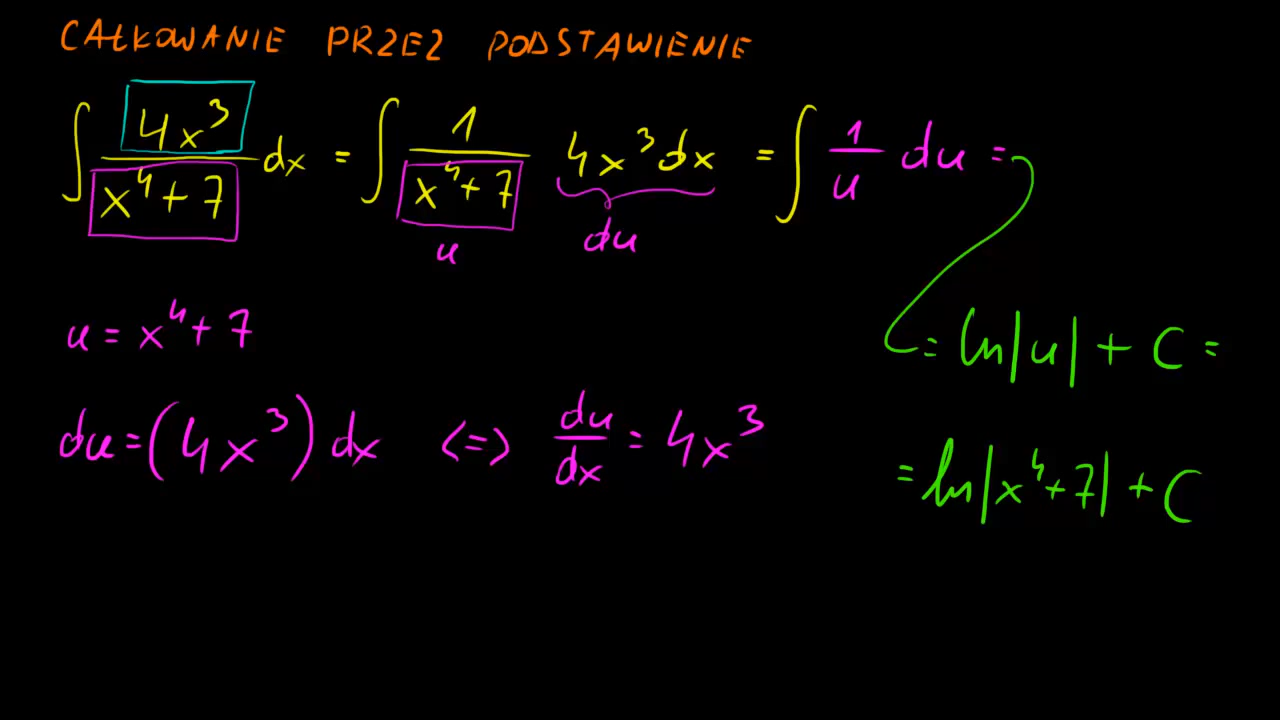 CAŁKOWANIE PRZEZ PODSTAWIENIE
∫ 4x³/(x⁴+7) dx = ∫ 1/(x⁴+7) 4x³dx = ∫ 1/u du =
u du
= ln|u| + C =
u = x⁴+7
du = (4x³) dx <=> du/dx = 4x³
= ln|x⁴+7| + C